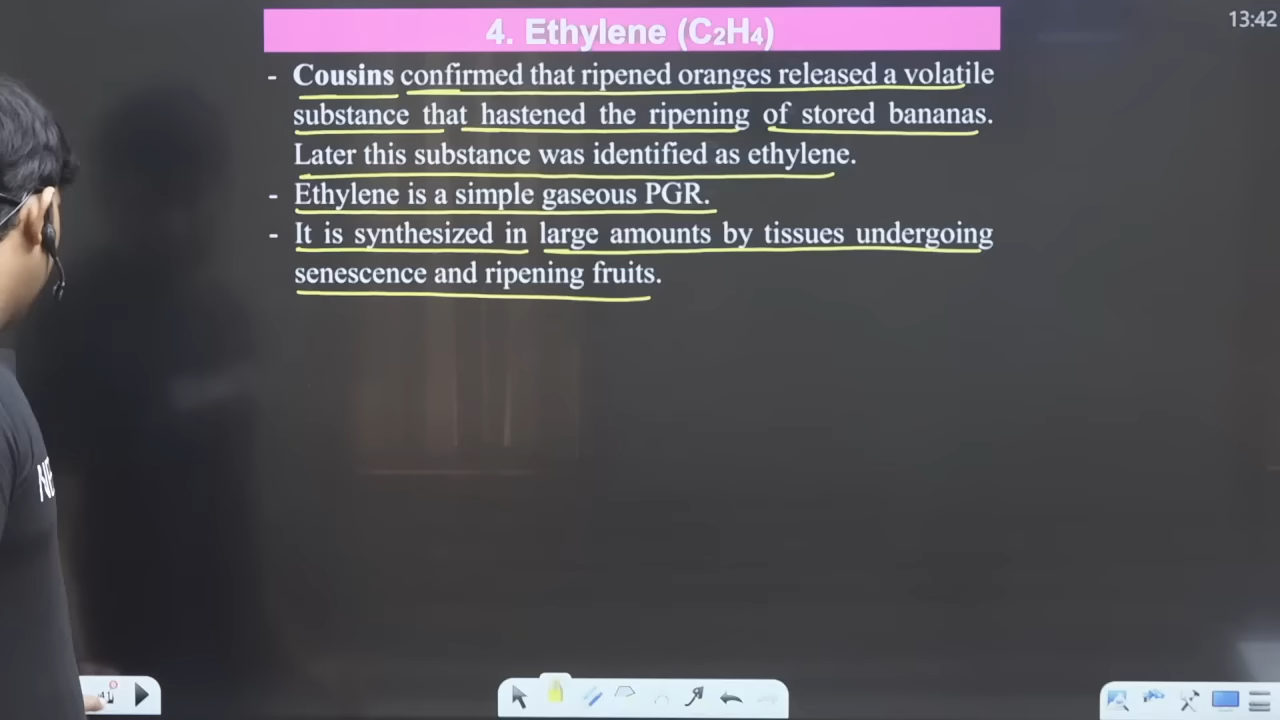 4. Ethylene (C2H4)
13:42
- Cousins confirmed that ripened oranges released a volatile
substance that hastened the ripening of stored bananas.
Later this substance was identified as ethylene.
- Ethylene is a simple gaseous PGR.
- It is synthesized in large amounts by tissues undergoing
senescence and ripening fruits.
NE